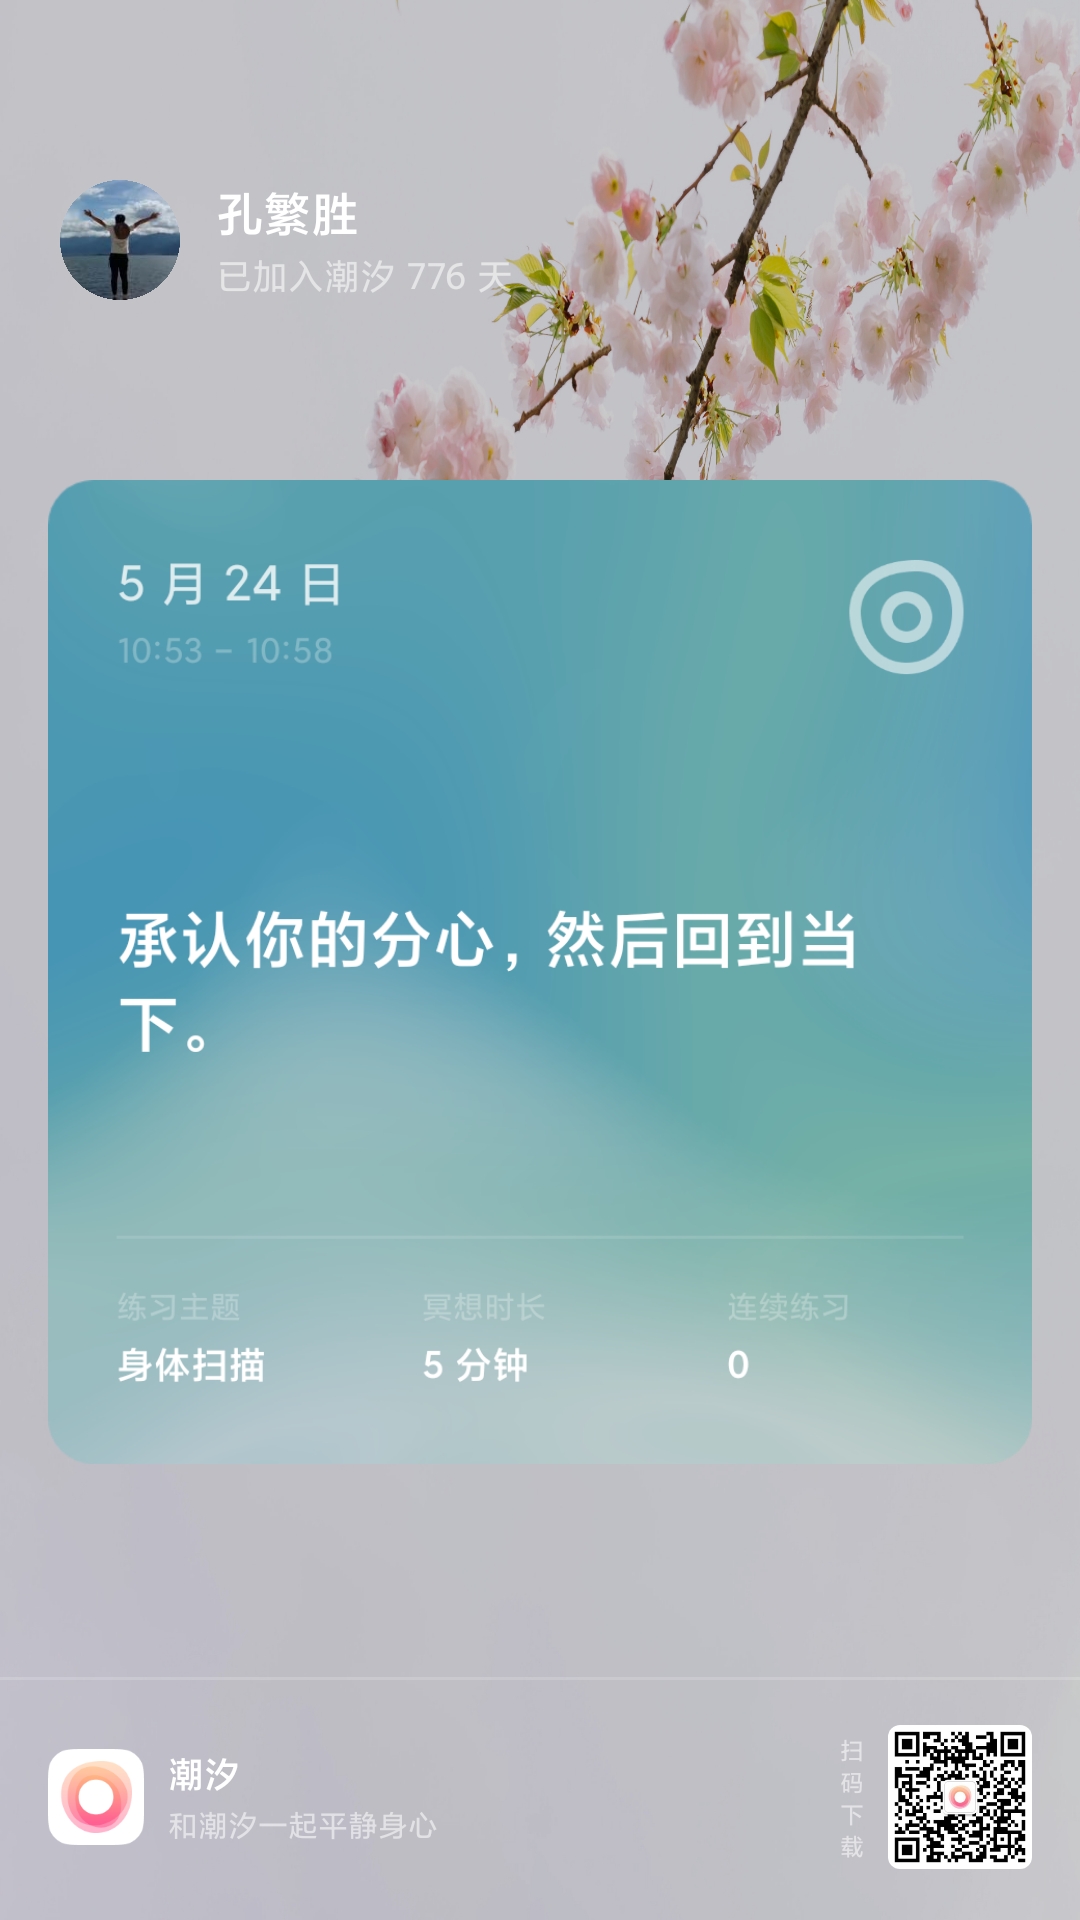 孔繁胜
已加入潮汐 776 天
5 月 24 日
10:53 – 10:58
承认你的分心，然后回到当
下。
练习主题 冥想时长 连续练习
身体扫描 5 分钟 0
潮汐
和潮汐一起平静身心
扫码下载